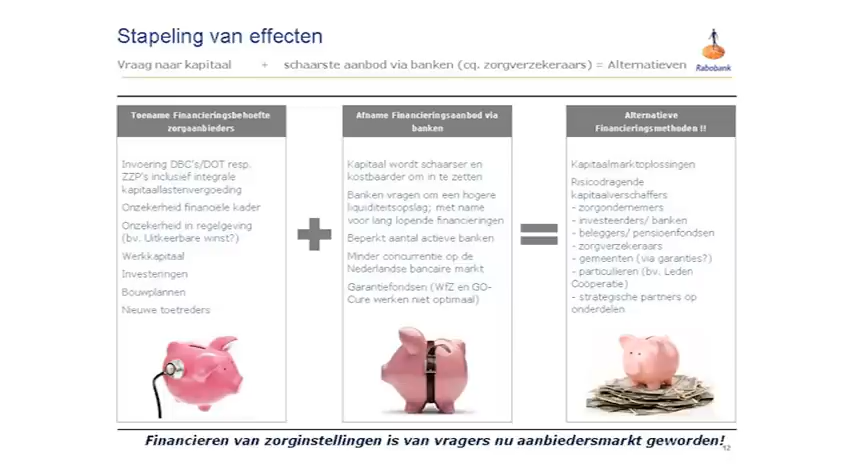 Stapeling van effecten
Vraag naar kapitaal + schaarste aanbod via banken (cq. zorgverzekeraars) = Alternatieven
Rabobank
Toename Financieringsbehoefte
zorgaanbieders
Invoering DBC's/DOT resp.
ZZP's inclusief integrale
kapitaallastenvergoeding
Onzekerheid financiële kader
Onzekerheid in regelgeving
(bv. Uitkeerbare winst?)
Werkkapitaal
Investeringen
Bouwplannen
Nieuwe toetreders
+
Afname Financieringsaanbod via
banken
Kapitaal wordt schaarser en
kostbaarder om in te zetten
Banken vragen om een hogere
liquiditeitsopslag; met name
voor lang lopende financieringen
Beperkt aantal actieve banken
Minder concurrentie op de
Nederlandse bancaire markt
Garantiefondsen (WfZ en GO-
Cure werken niet optimaal)
=
Alternatieve
Financieringsmethoden !!
Kapitaalmarktoplossingen
Risicodragende
kapitaalverschaffers
- zorgondernemers
- investeerders/ banken
- beleggers/ pensioenfondsen
- zorgverzekeraars
- gemeenten (via garanties?)
- particulieren (bv. Leden
Coöperatie)
- strategische partners op
onderdelen
Financieren van zorginstellingen is van vragers nu aanbiedersmarkt geworden!
12